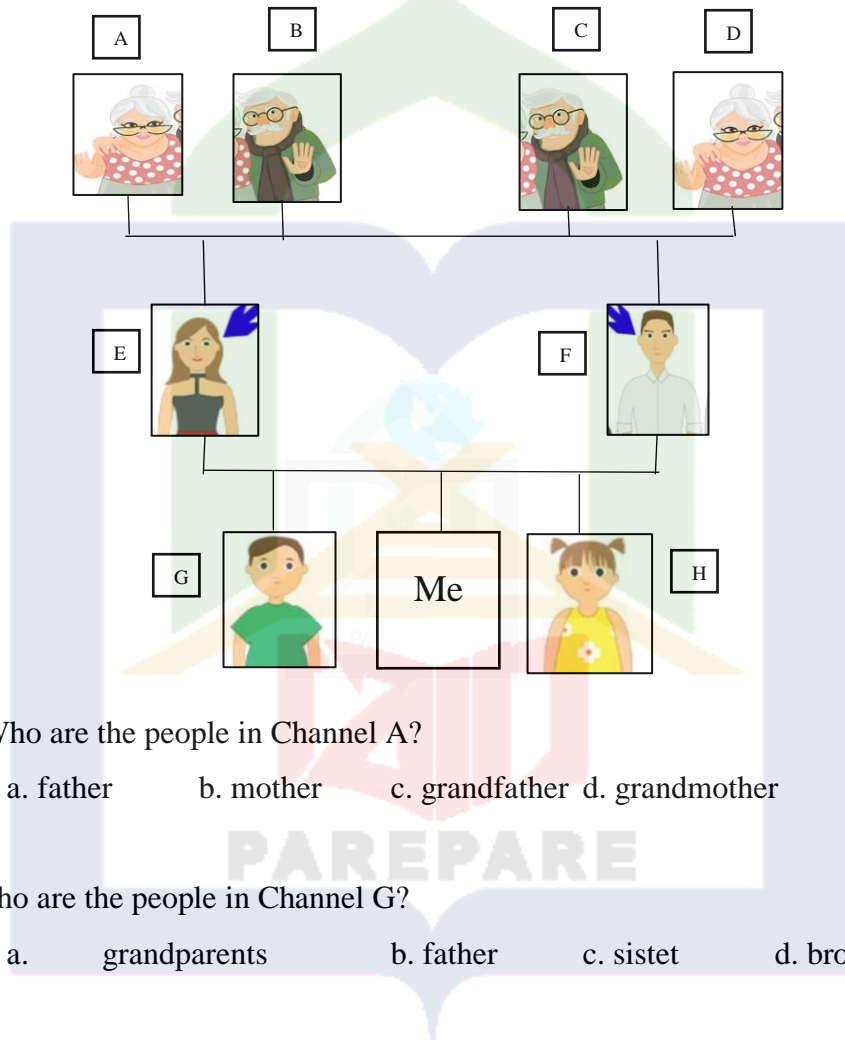 A
B
C
D
E
F
G
Me
H
Who are the people in Channel A?
a. father b. mother c. grandfather d. grandmother
PAREPARE
who are the people in Channel G?
a. grandparents b. father c. sistet d. bro